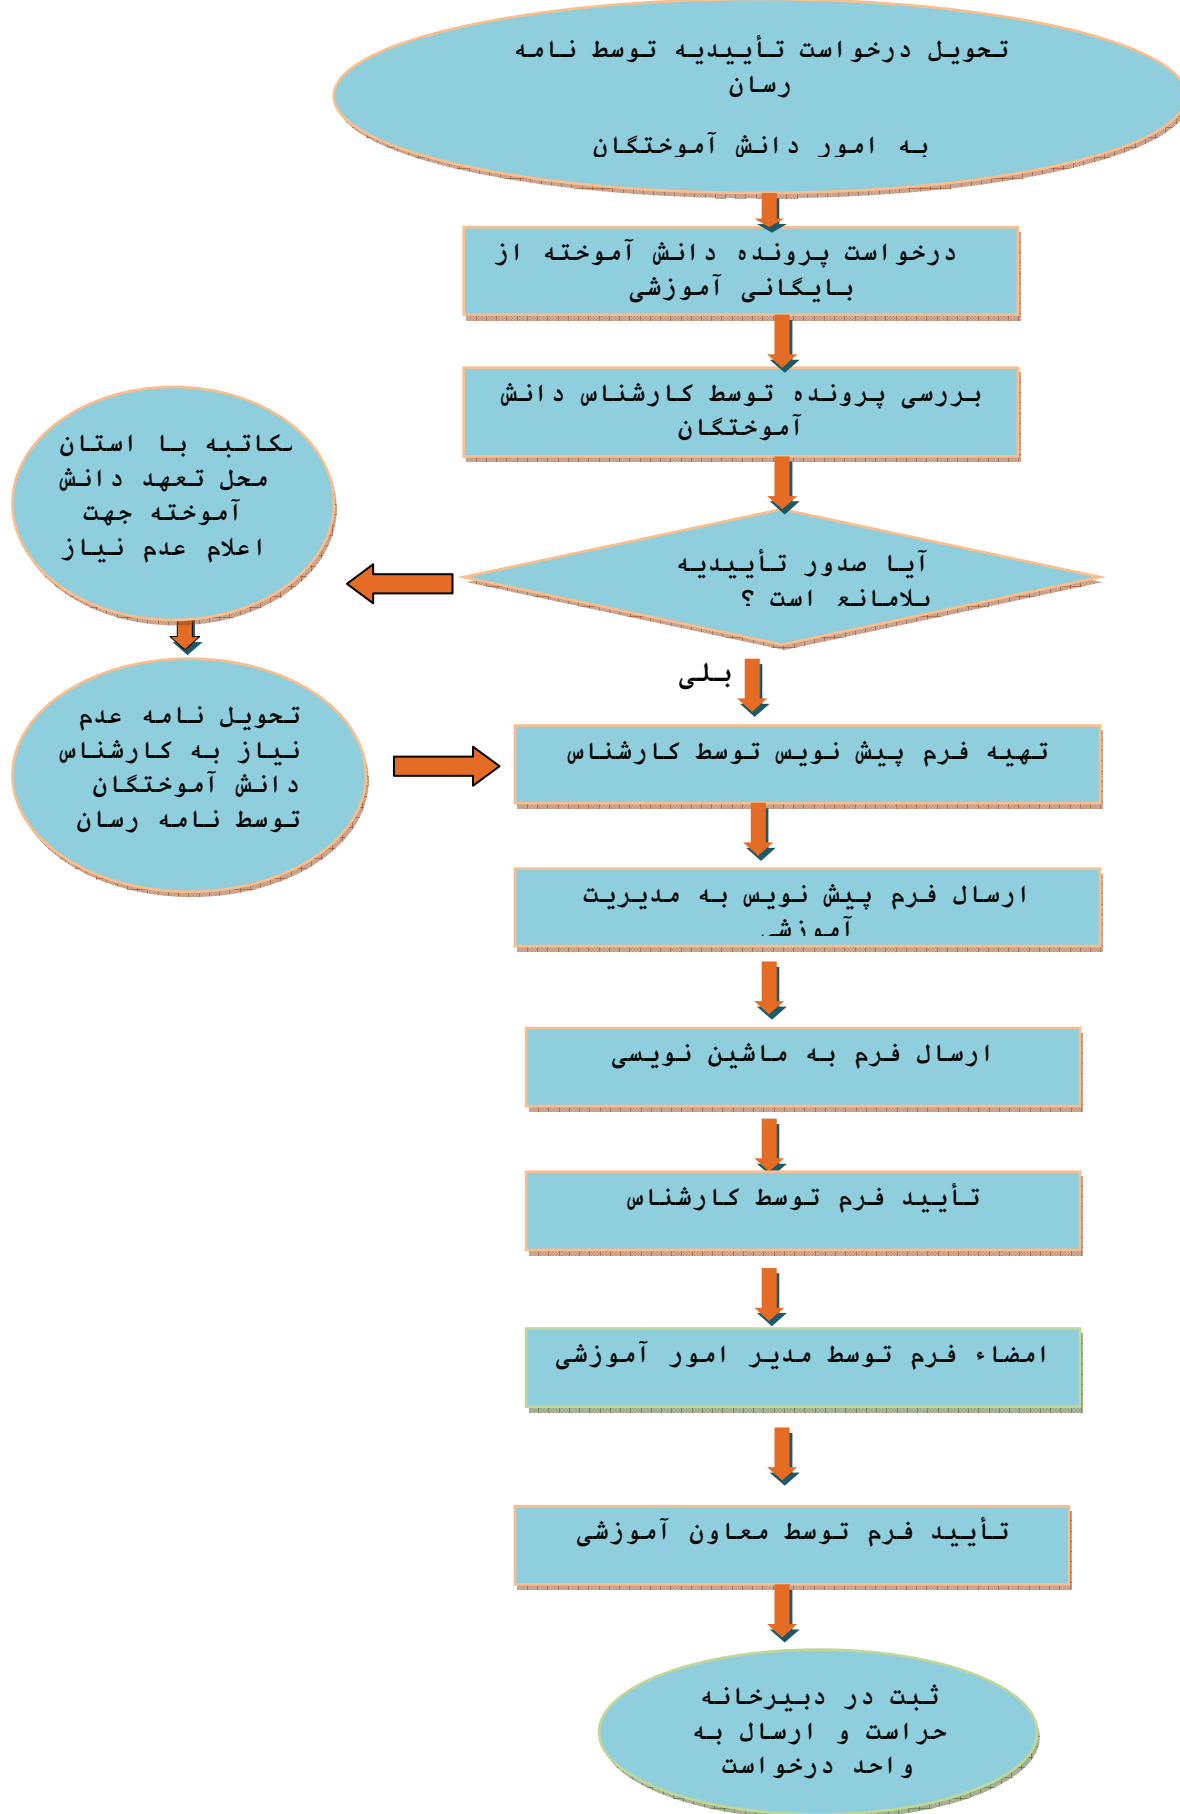 تحویل درخواست تأییدیه توسط نامه
رسان
به امور دانش آموختگان
درخواست پرونده دانش آموخته از
بایگانی آموزشی
بررسی پرونده توسط کارشناس دانش
آموختگان
مکاتبه با استان
محل تعهد دانش
آموخته جهت
اعلام عدم نیاز
آیا صدور تأییدیه
بلامانع است ؟
بلی
تحویل نامه عدم
نیاز به کارشناس
دانش آموختگان
توسط نامه رسان
تهیه فرم پیش نویس توسط کارشناس
ارسال فرم پیش نویس به مدیریت
آموزشی
ارسال فرم به ماشین نویسی
تأیید فرم توسط کارشناس
امضاء فرم توسط مدیر امور آموزشی
تأیید فرم توسط معاون آموزشی
ثبت در دبیرخانه
حراست و ارسال به
واحد درخواست